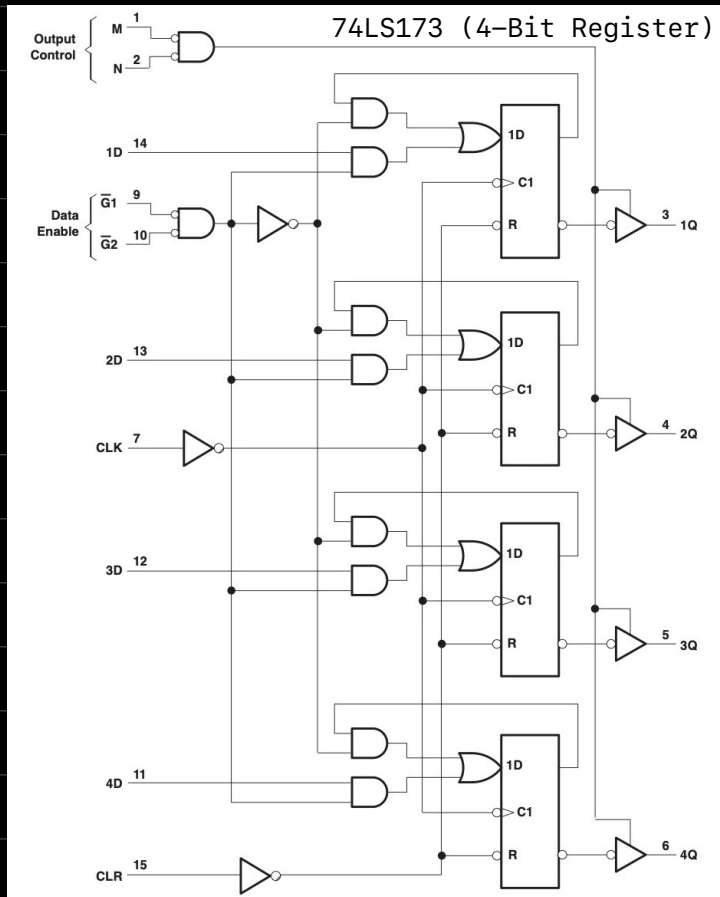 74LS173 (4-Bit Register)
Output
Control
M 1
N 2
1D 14
1D
C1
R
3 1Q
Data
Enable
G̅1 9
G̅2 10
2D 13
1D
C1
R
4 2Q
CLK 7
3D 12
1D
C1
R
5 3Q
4D 11
1D
C1
R
6 4Q
CLR 15